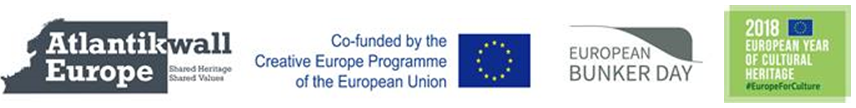 Atlantikwall
Europe
Shared Heritage
Shared Values
Co-funded by the
Creative Europe Programme
of the European Union
EUROPEAN
BUNKER DAY
2018
EUROPEAN YEAR
OF CULTURAL
HERITAGE
#EuropeForCulture